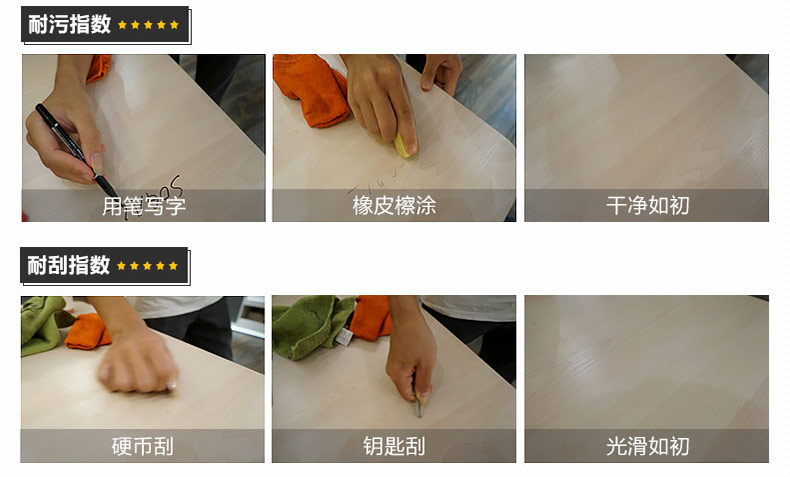 耐污指数
用笔写字
橡皮檫涂
干净如初
耐刮指数
硬币刮
钥匙刮
光滑如初